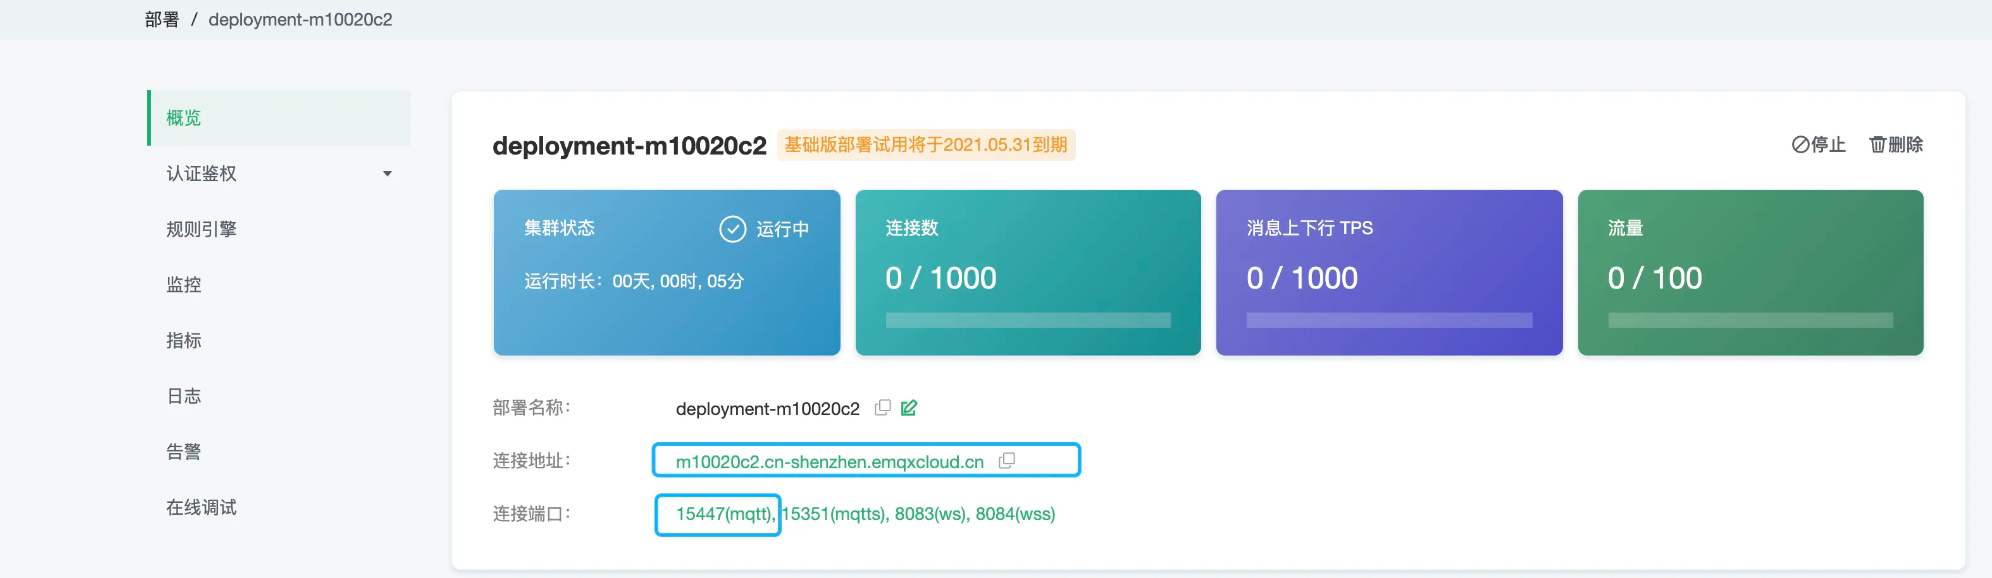 部署 / deployment-m10020c2
概览
认证鉴权
规则引擎
监控
指标
日志
告警
在线调试
deployment-m10020c2 基础版部署试用将于2021.05.31到期
停止 删除
集群状态 运行中
运行时长：00天, 00时, 05分
连接数
0 / 1000
消息上下行 TPS
0 / 1000
流量
0 / 100
部署名称： deployment-m10020c2
连接地址： m10020c2.cn-shenzhen.emqxcloud.cn
连接端口： 15447(mqtt), 15351(mqtts), 8083(ws), 8084(wss)